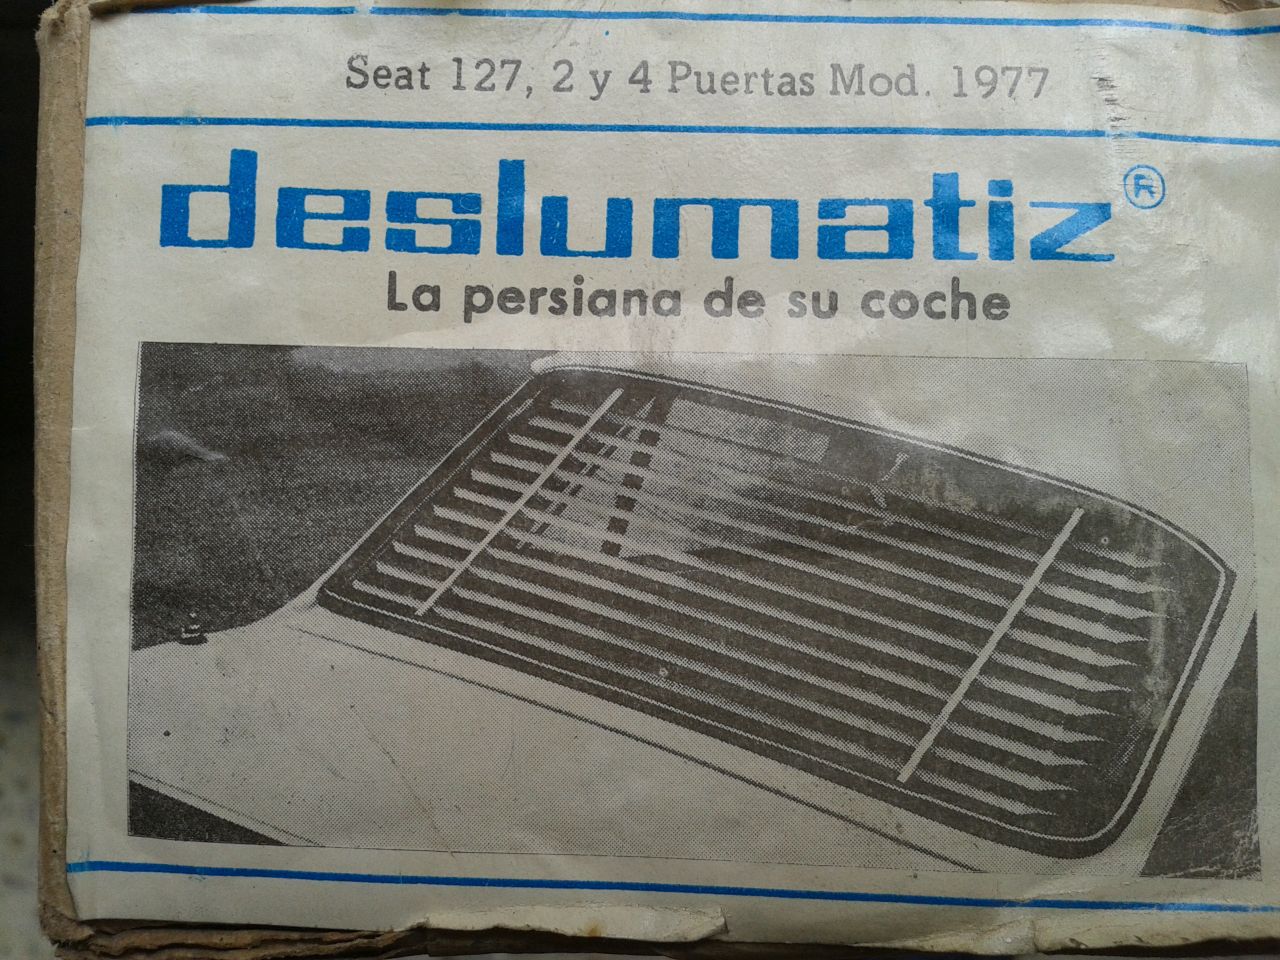 Seat 127, 2 y 4 Puertas Mod. 1977
deslumatiz®
La persiana de su coche